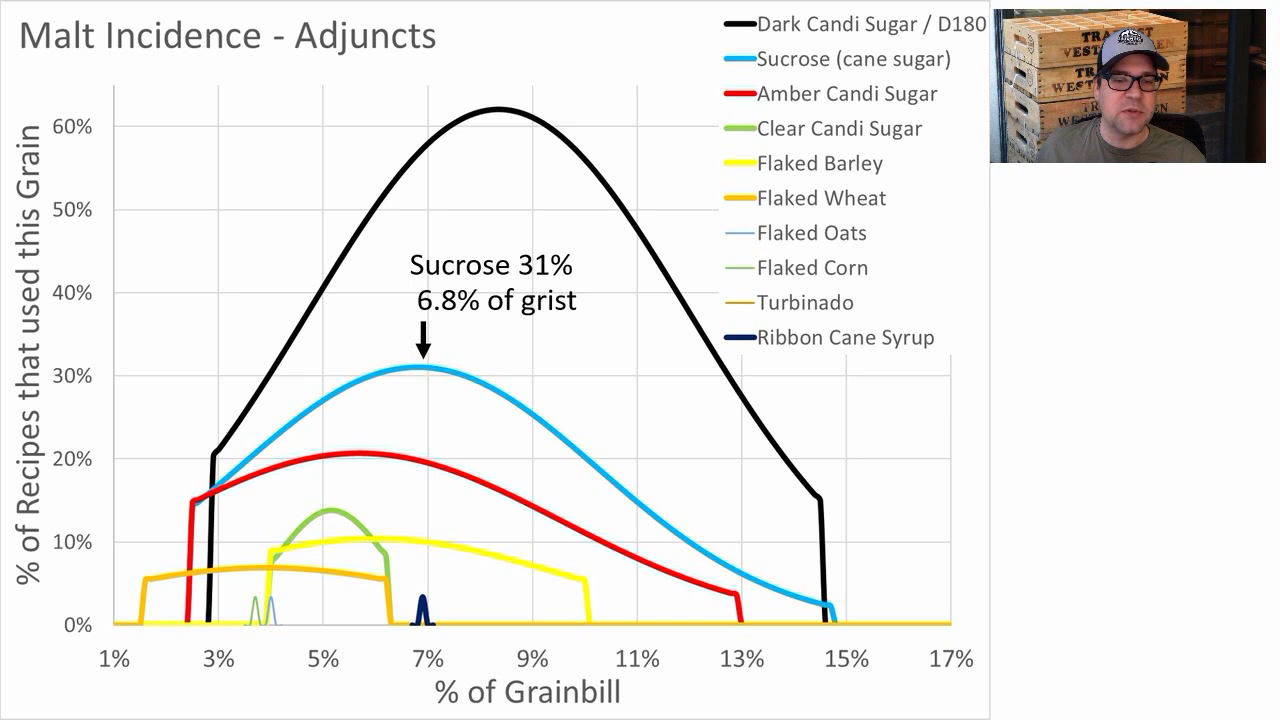 Malt Incidence - Adjuncts
Dark Candi Sugar / D180
Sucrose (cane sugar)
Amber Candi Sugar
Clear Candi Sugar
Flaked Barley
Flaked Wheat
Flaked Oats
Flaked Corn
Turbinado
Ribbon Cane Syrup
% of Recipes that used this Grain
60%
50%
40%
30%
20%
10%
0%
Sucrose 31%
6.8% of grist
1% 3% 5% 7% 9% 11% 13% 15% 17%
% of Grainbill